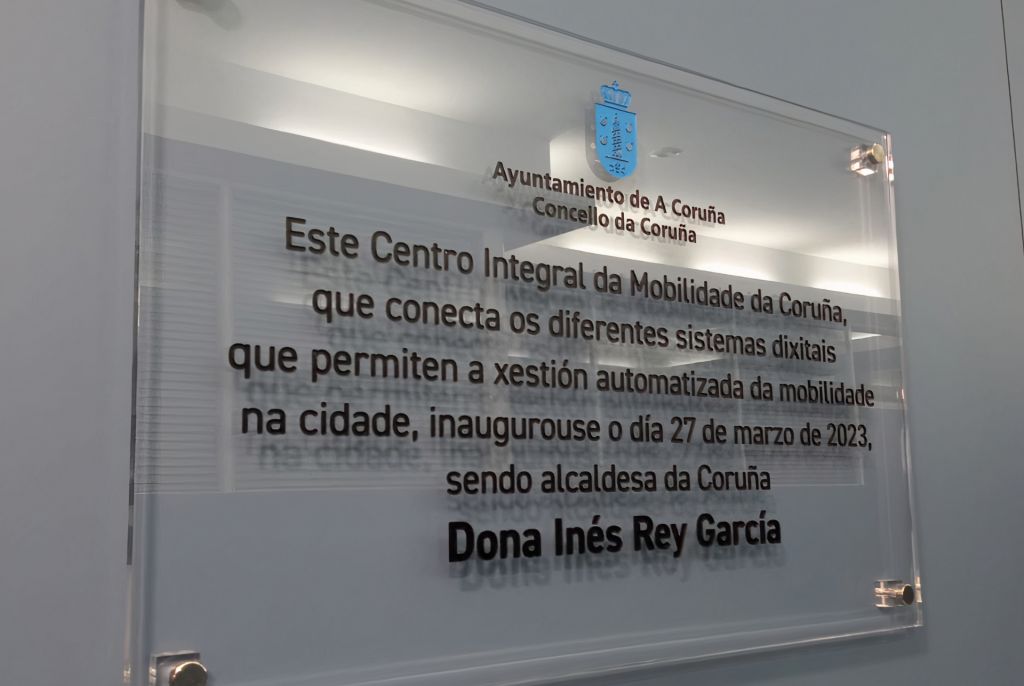 Ayuntamiento de A Coruña
Concello da Coruña
Este Centro Integral da Mobilidade da Coruña,
que conecta os diferentes sistemas dixitais
que permiten a xestión automatizada da mobilidade
na cidade, inaugurouse o día 27 de marzo de 2023,
sendo alcaldesa da Coruña
Dona Inés Rey García